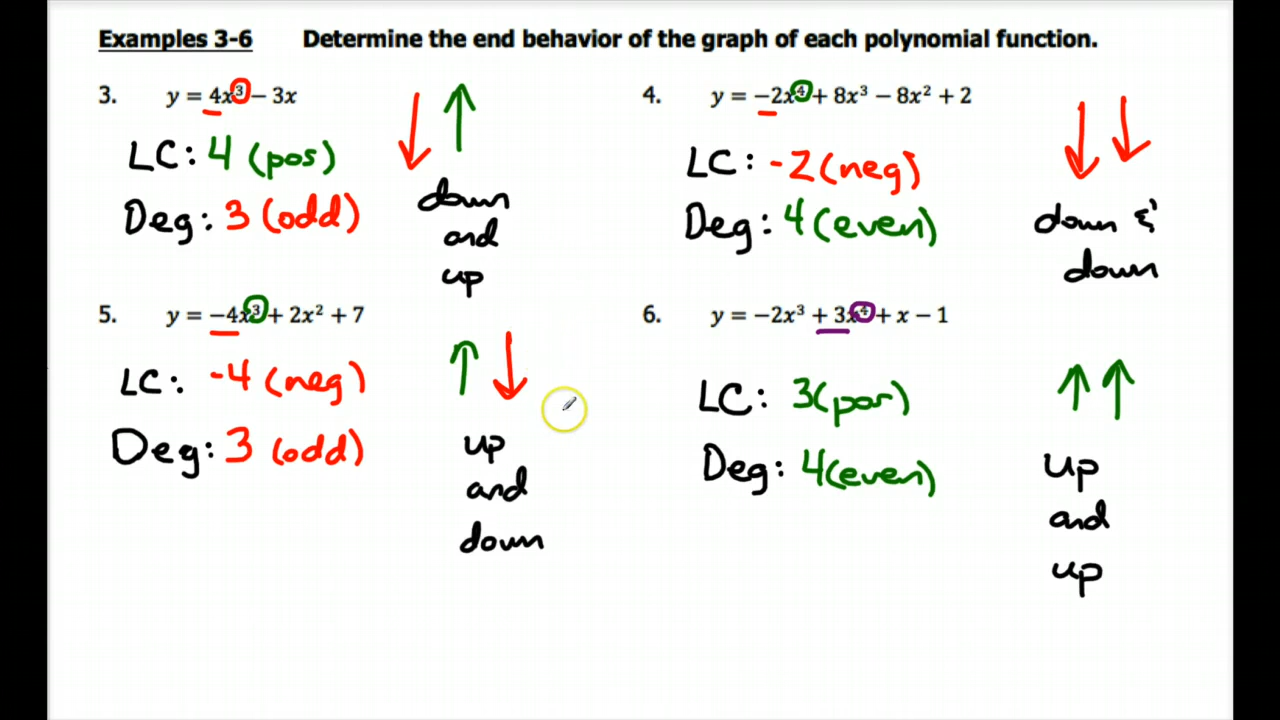 Examples 3-6 Determine the end behavior of the graph of each polynomial function.
3. y = 4x³ − 3x
LC: 4 (pos)
Deg: 3 (odd)
down
and
up
4. y = −2x⁴ + 8x³ − 8x² + 2
LC: -2 (neg)
Deg: 4 (even)
down &
down
5. y = −4x³ + 2x² + 7
LC: -4 (neg)
Deg: 3 (odd)
up
and
down
6. y = −2x³ + 3x⁴ + x − 1
LC: 3 (pos)
Deg: 4 (even)
up
and
up